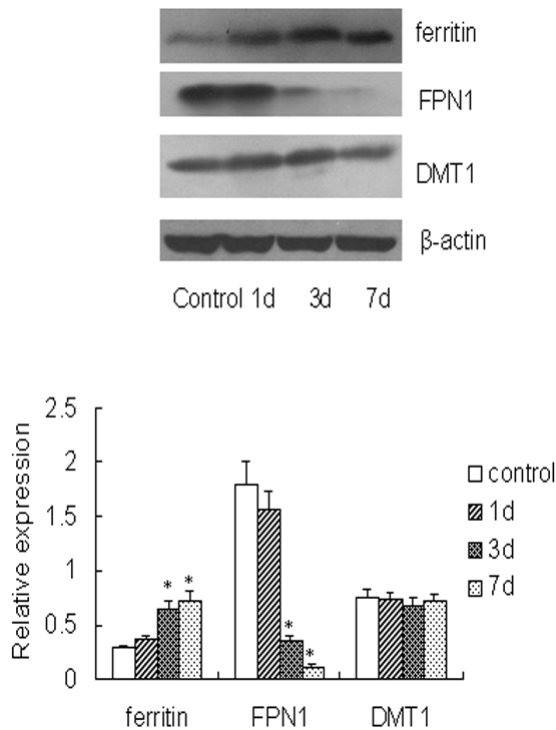 ferritin
FPN1
DMT1
β-actin
Control 1d 3d 7d
2.5
2
1.5
1
0.5
0
Relative expression
* *
*
*
control
1d
3d
7d
ferritin FPN1 DMT1